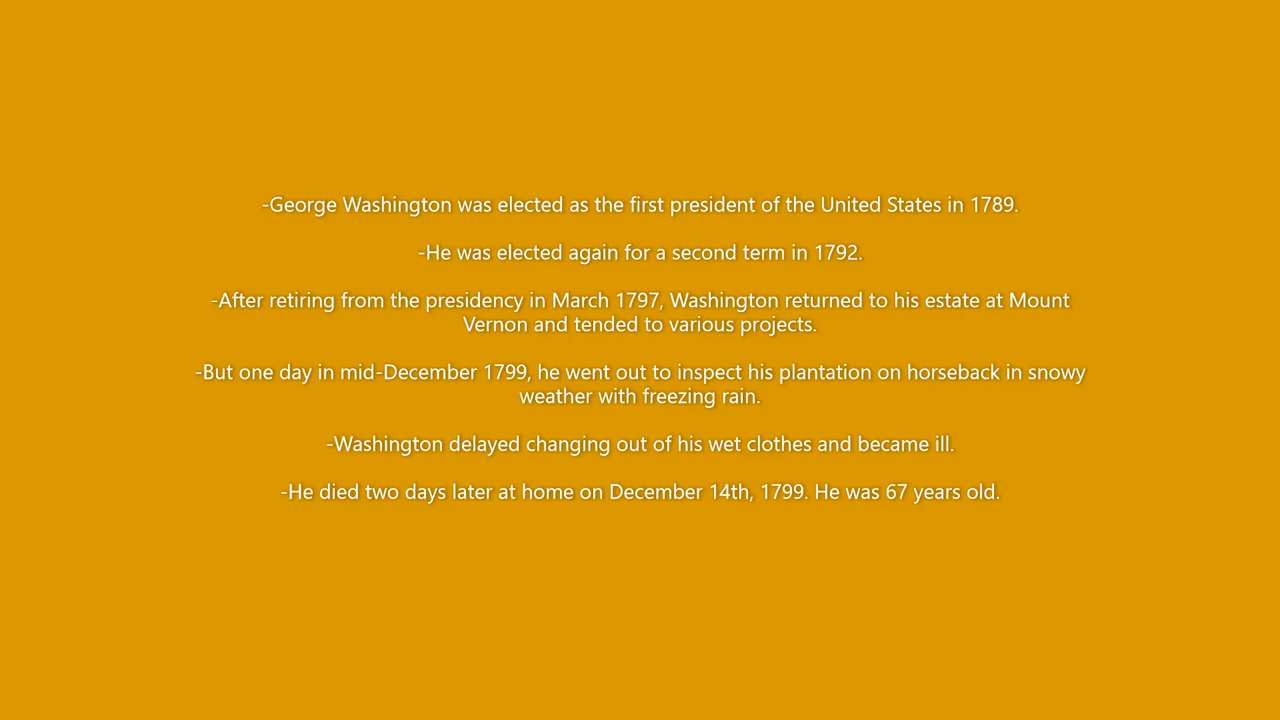 -George Washington was elected as the first president of the United States in 1789.
-He was elected again for a second term in 1792.
-After retiring from the presidency in March 1797, Washington returned to his estate at Mount
Vernon and tended to various projects.
-But one day in mid-December 1799, he went out to inspect his plantation on horseback in snowy
weather with freezing rain.
-Washington delayed changing out of his wet clothes and became ill.
-He died two days later at home on December 14th, 1799. He was 67 years old.